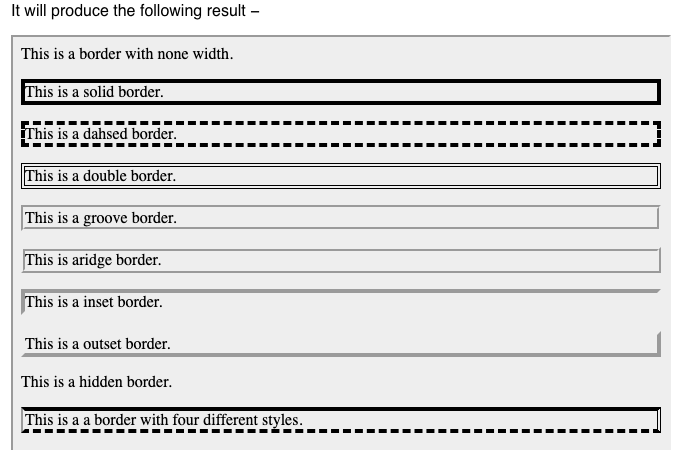 It will produce the following result –
This is a border with none width.
This is a solid border.
This is a dahsed border.
This is a double border.
This is a groove border.
This is aridge border.
This is a inset border.
This is a outset border.
This is a hidden border.
This is a a border with four different styles.